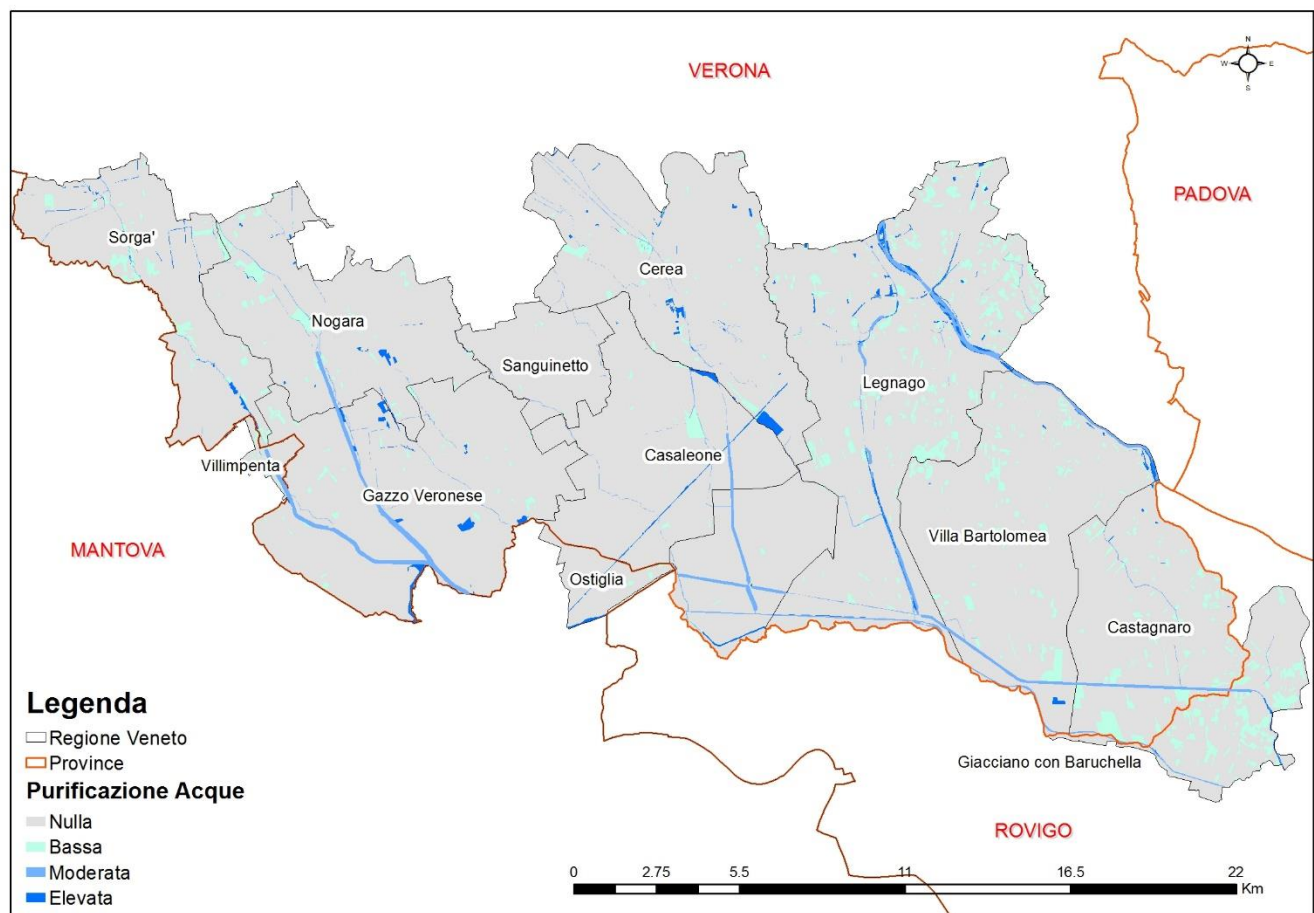 VERONA
N
W E
S
PADOVA
Sorga'
Cerea
Nogara
Sanguinetto
Legnago
Villimpenta
Casaleone
Gazzo Veronese
MANTOVA
Villa Bartolomea
Ostiglia
Castagnaro
Legenda
Regione Veneto
Province
Giacciano con Baruchella
Purificazione Acque
Nulla
Bassa
Moderata
Elevata
ROVIGO
0 2.75 5.5 11 16.5 22
Km